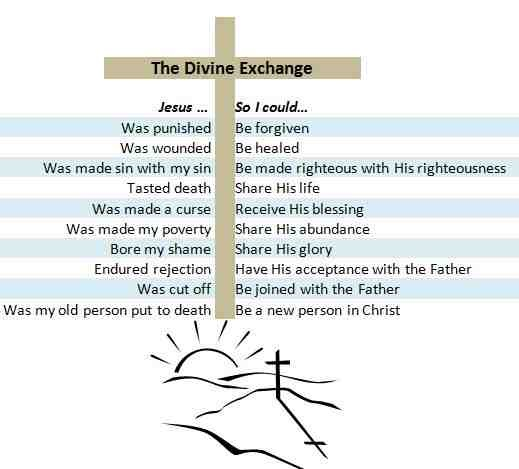 The Divine Exchange
Jesus ... So I could...
Was punished Be forgiven
Was wounded Be healed
Was made sin with my sin Be made righteous with His righteousness
Tasted death Share His life
Was made a curse Receive His blessing
Was made my poverty Share His abundance
Bore my shame Share His glory
Endured rejection Have His acceptance with the Father
Was cut off Be joined with the Father
Was my old person put to death Be a new person in Christ